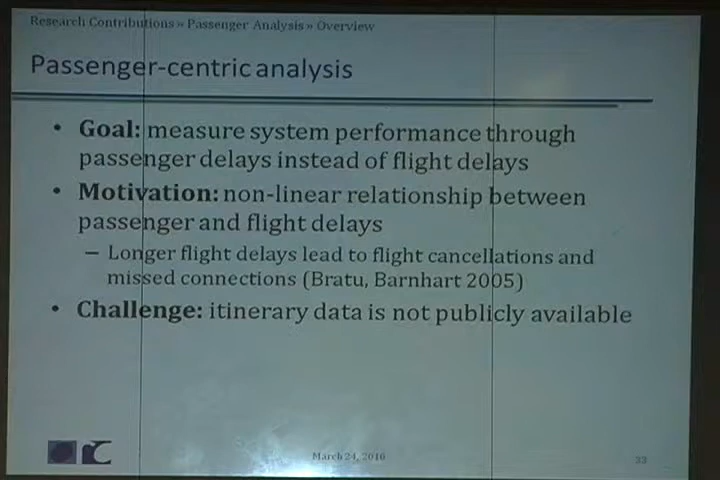 Research Contributions » Passenger Analysis » Overview
Passenger-centric analysis
• Goal: measure system performance through
passenger delays instead of flight delays
• Motivation: non-linear relationship between
passenger and flight delays
– Longer flight delays lead to flight cancellations and
missed connections (Bratu, Barnhart 2005)
• Challenge: itinerary data is not publicly available
March 24, 2016
33